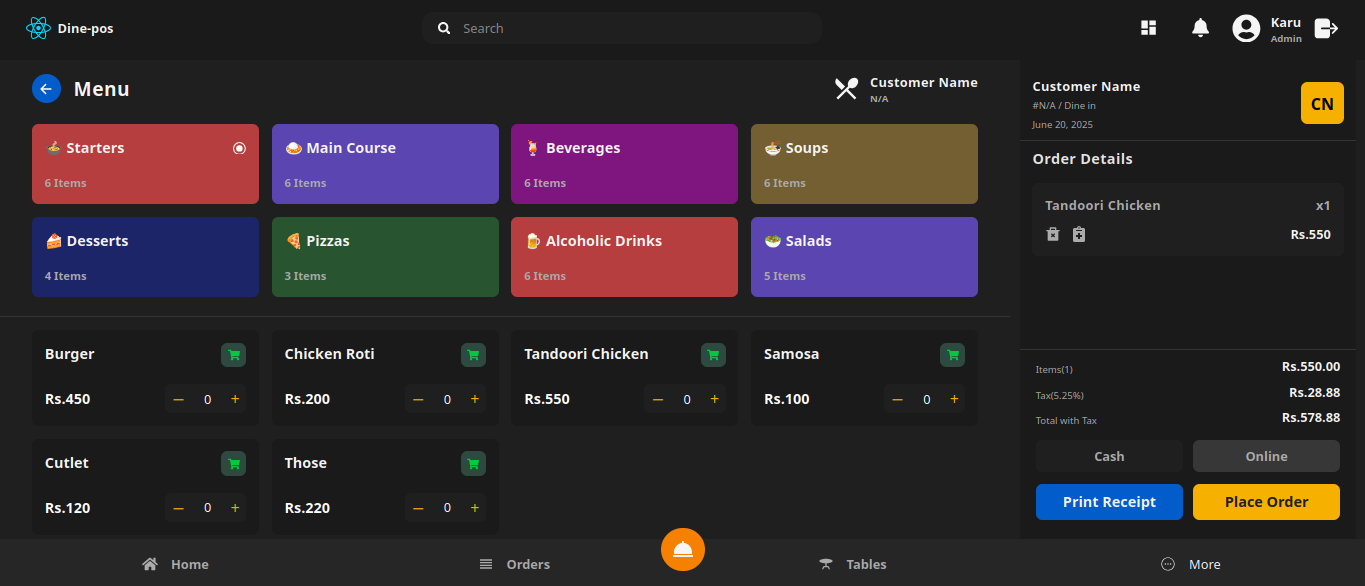 Dine-pos
Search
Karu
Admin
Menu
Customer Name
N/A
Starters
6 Items
Main Course
6 Items
Beverages
6 Items
Soups
6 Items
Desserts
4 Items
Pizzas
3 Items
Alcoholic Drinks
6 Items
Salads
5 Items
Burger
Rs.450
– 0 +
Chicken Roti
Rs.200
– 0 +
Tandoori Chicken
Rs.550
– 0 +
Samosa
Rs.100
– 0 +
Cutlet
Rs.120
– 0 +
Those
Rs.220
– 0 +
Customer Name
#N/A / Dine in
June 20, 2025
CN
Order Details
Tandoori Chicken x1
Rs.550
Items(1) Rs.550.00
Tax(5.25%) Rs.28.88
Total with Tax Rs.578.88
Cash
Online
Print Receipt
Place Order
Home
Orders
Tables
More